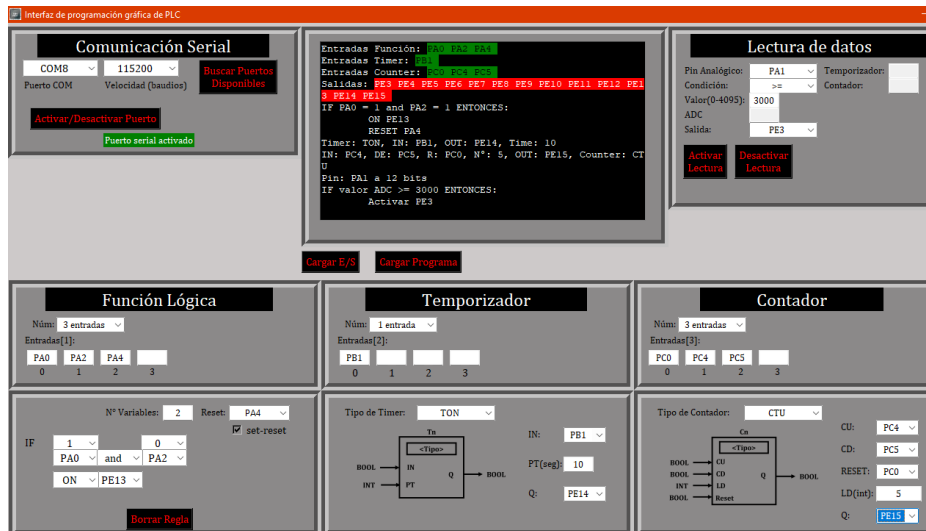 Interfaz de programación gráfica de PLC
Comunicación Serial
COM8 115200 Buscar Puertos
Puerto COM Velocidad (baudios) Disponibles
Activar/Desactivar Puerto
Puerto serial activado
Entradas Función: PA0 PA2 PA4
Entradas Timer: PB1
Entradas Counter: PC0 PC4 PC5
Salidas: PE3 PE4 PE5 PE6 PE7 PE8 PE9 PE10 PE11 PE12 PE1
3 PE14 PE15
IF PA0 = 1 and PA2 = 1 ENTONCES:
ON PE13
RESET PA4
Timer: TON, IN: PB1, OUT: PE14, Time: 10
IN: PC4, DE: PC5, R: PC0, N°: 5, OUT: PE15, Counter: CT
U
Pin: PA1 a 12 bits
IF valor ADC >= 3000 ENTONCES:
Activar PE3
Cargar E/S Cargar Programa
Lectura de datos
Pin Analógico: PA1 Temporizador:
Condición: >= Contador:
Valor(0-4095): 3000
ADC
Salida: PE3
Activar Desactivar
Lectura Lectura
Función Lógica
Núm: 3 entradas
Entradas[1]:
PA0 PA2 PA4
0 1 2 3
Temporizador
Núm: 1 entrada
Entradas[2]:
PB1
0 1 2 3
Contador
Núm: 3 entradas
Entradas[3]:
PC0 PC4 PC5
0 1 2 3
N° Variables: 2 Reset: PA4
set-reset
IF 1 0
PA0 and PA2
ON PE13
Borrar Regla
Tipo de Timer: TON
Tn
<Tipo>
BOOL IN Q BOOL
INT PT
IN: PB1
PT(seg): 10
Q: PE14
Tipo de Contador: CTU
Cn
<Tipo>
BOOL CU
BOOL CD Q BOOL
INT LD
BOOL Reset
CU: PC4
CD: PC5
RESET: PC0
LD(int): 5
Q: PE15